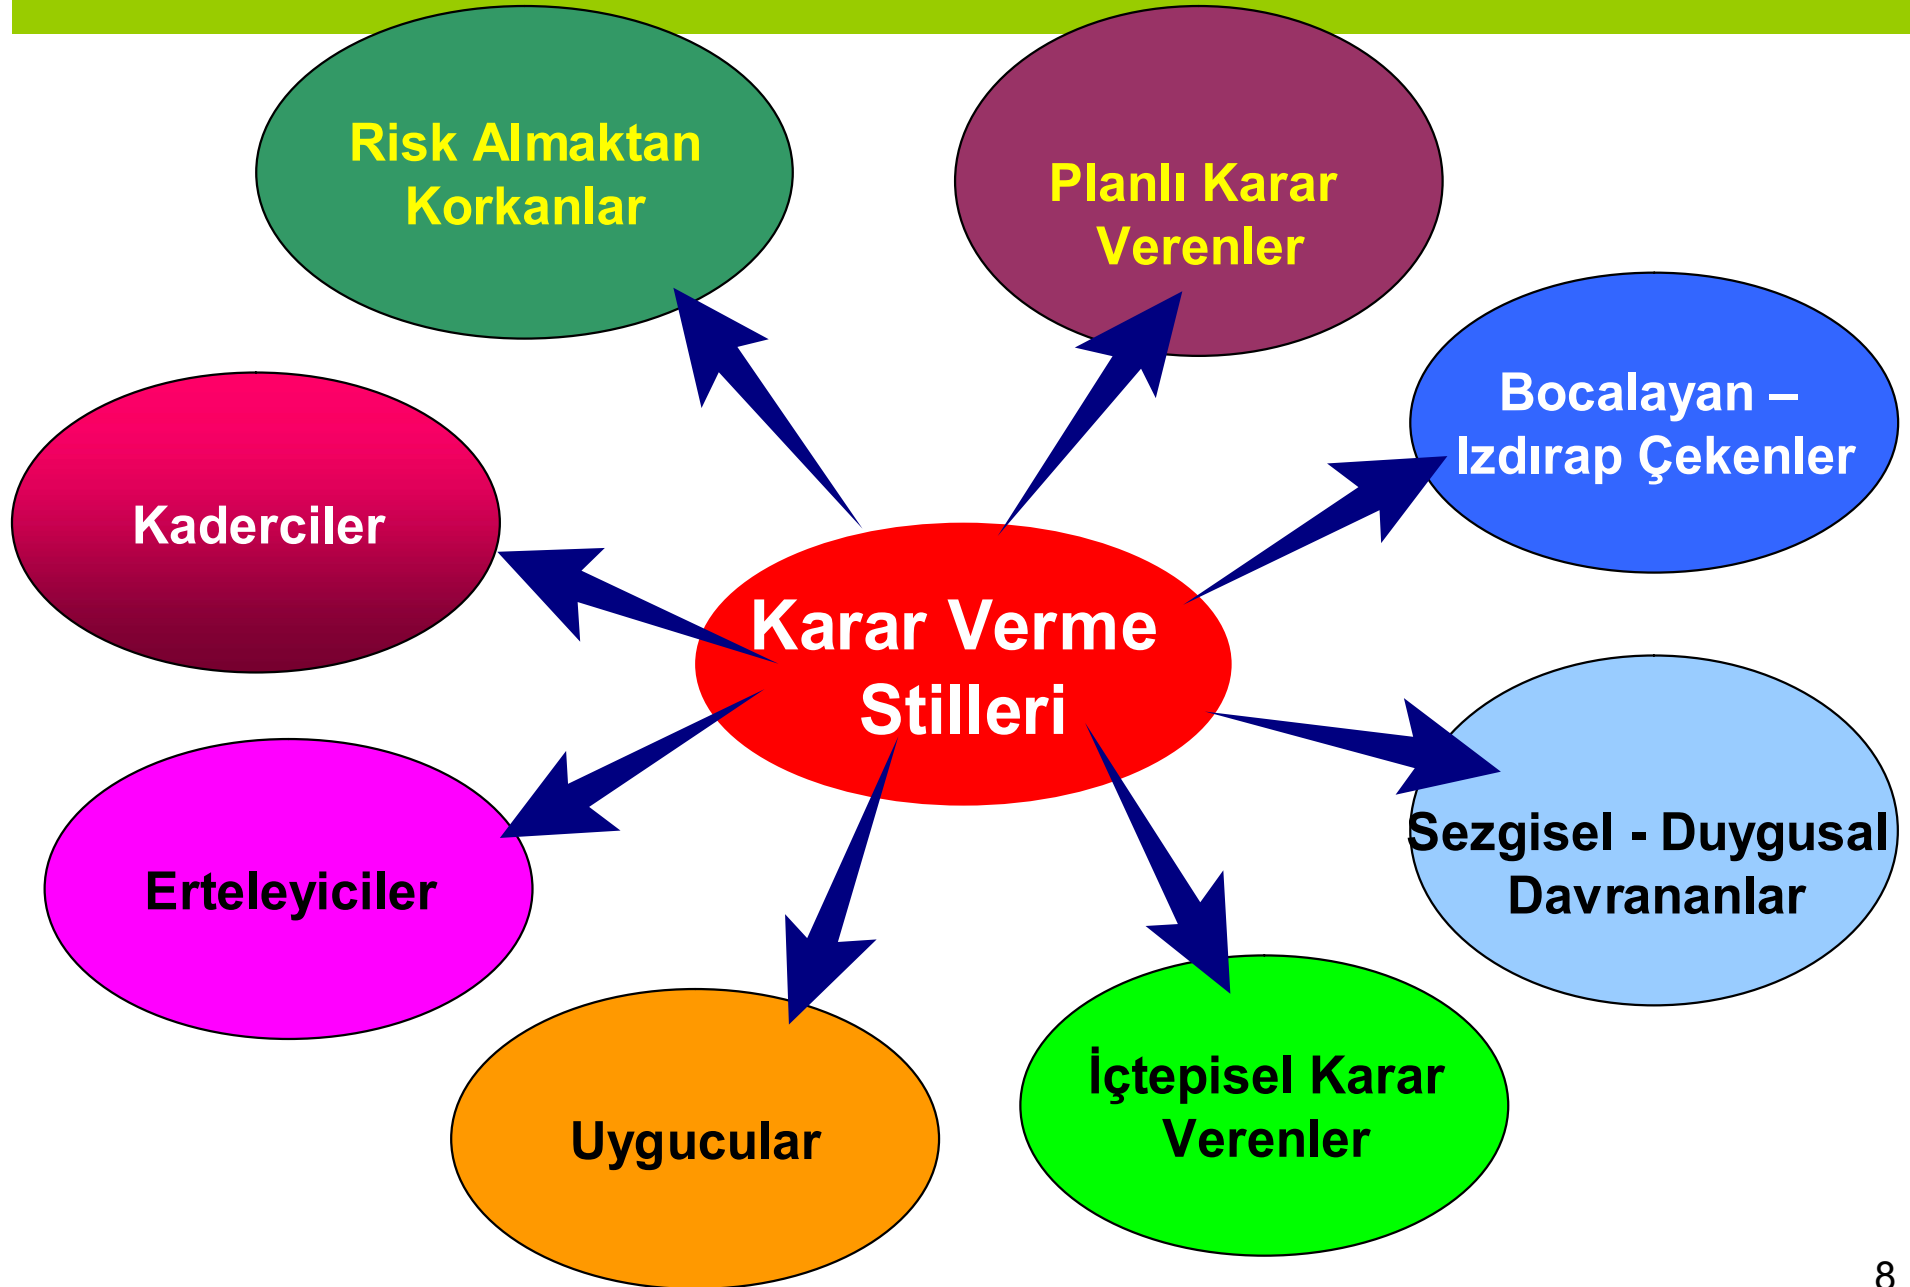 Risk Almaktan
Korkanlar
Planlı Karar
Verenler
Bocalayan –
Izdırap Çekenler
Kaderciler
Karar Verme
Stilleri
Sezgisel - Duygusal
Davrananlar
Erteleyiciler
İçtepisel Karar
Verenler
Uygucular
8